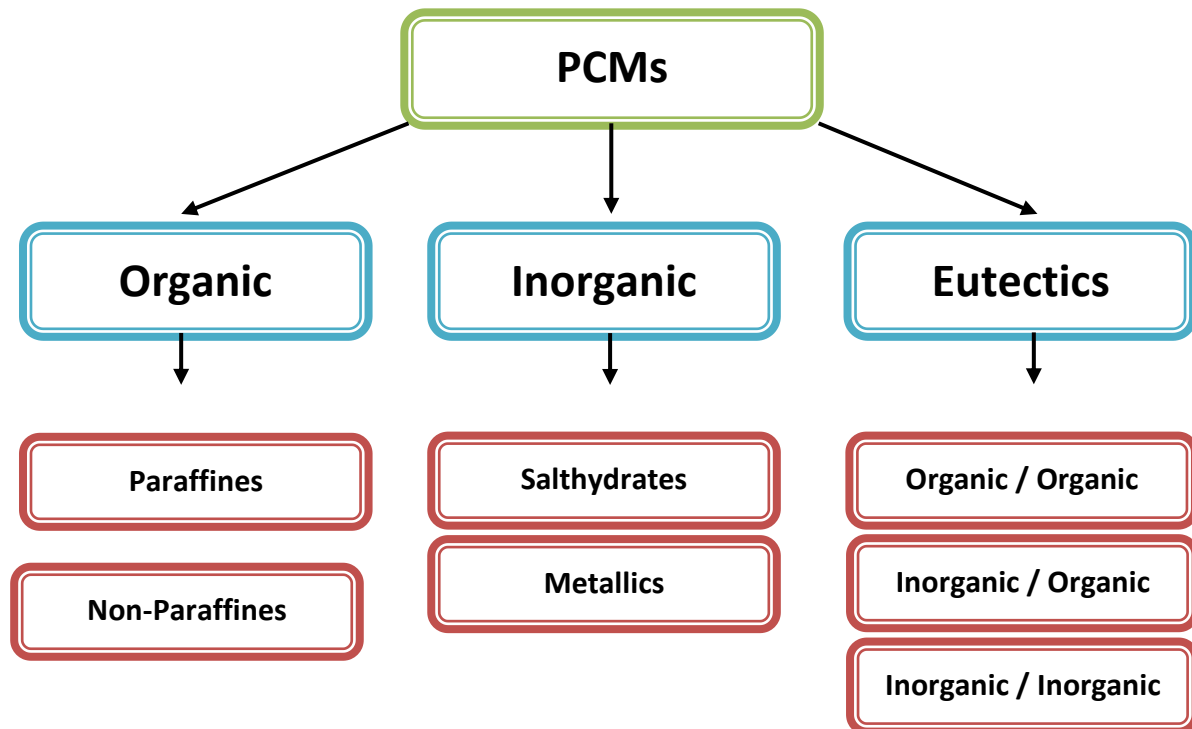 PCMs
Organic
Inorganic
Eutectics
Paraffines
Non-Paraffines
Salthydrates
Metallics
Organic / Organic
Inorganic / Organic
Inorganic / Inorganic